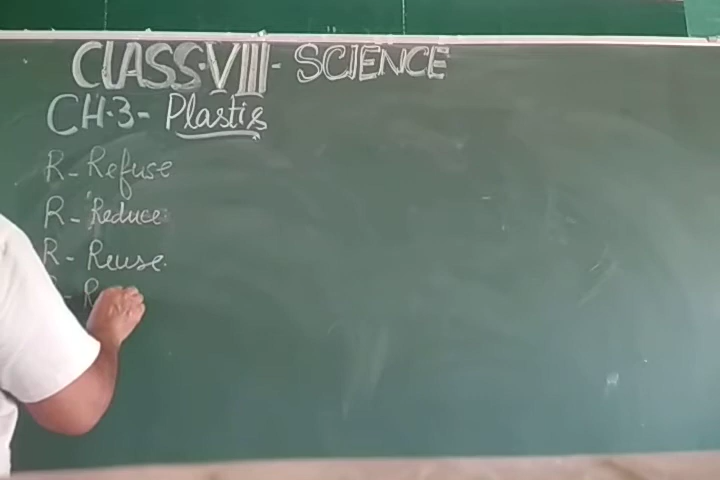 CLASS-VIII - SCIENCE
CH.3- Plastis
R- Refuse
R- Reduce
R- Reuse.
- R